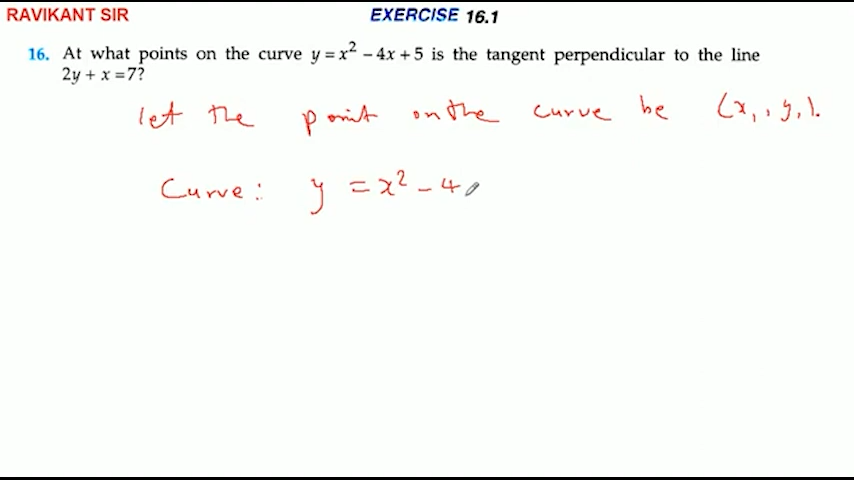 RAVIKANT SIR
EXERCISE 16.1
16. At what points on the curve y = x² – 4x + 5 is the tangent perpendicular to the line
2y + x = 7?
let the point on the curve be (x₁, y₁).
Curve: y = x² – 4